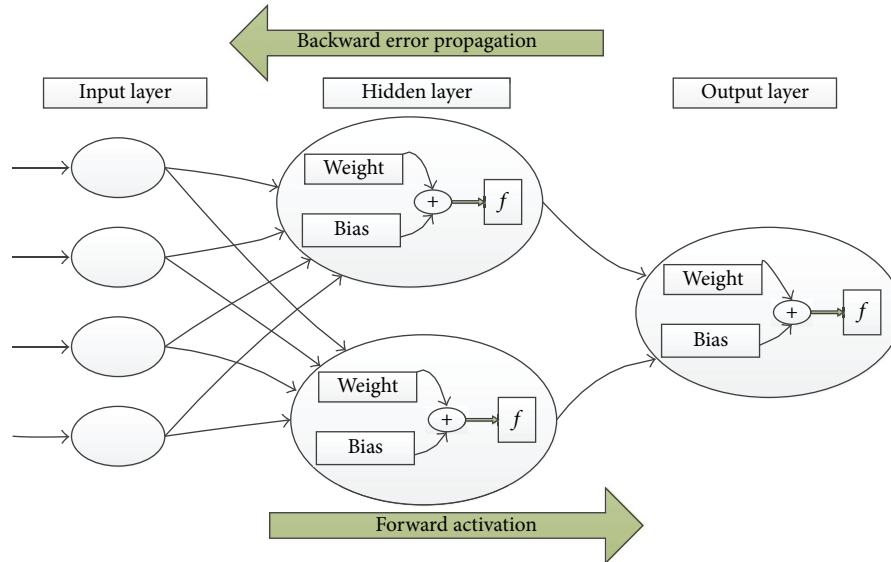 Backward error propagation
Input layer
Hidden layer
Output layer
Weight
+
f
Bias
Weight
+
f
Bias
Weight
+
f
Bias
Forward activation